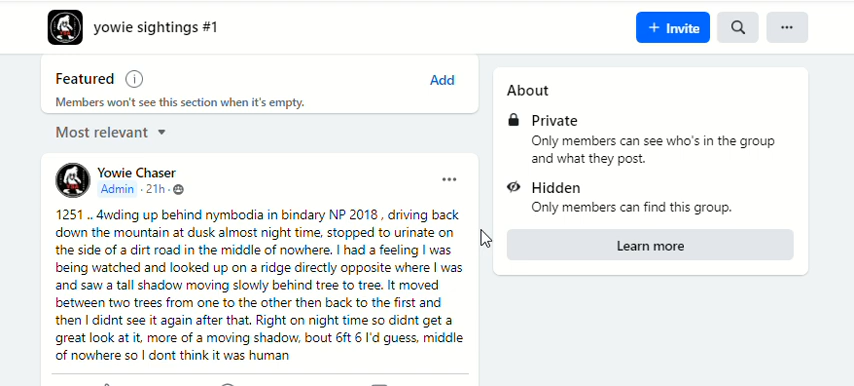 yowie sightings #1
+ Invite
Featured
Add
Members won't see this section when it's empty.
Most relevant
Yowie Chaser
Admin · 21h ·
1251 .. 4wding up behind nymbodia in bindary NP 2018 , driving back
down the mountain at dusk almost night time, stopped to urinate on
the side of a dirt road in the middle of nowhere. I had a feeling I was
being watched and looked up on a ridge directly opposite where I was
and saw a tall shadow moving slowly behind tree to tree. It moved
between two trees from one to the other then back to the first and
then I didnt see it again after that. Right on night time so didnt get a
great look at it, more of a moving shadow, bout 6ft 6 I'd guess, middle
of nowhere so I dont think it was human
About
Private
Only members can see who's in the group
and what they post.
Hidden
Only members can find this group.
Learn more